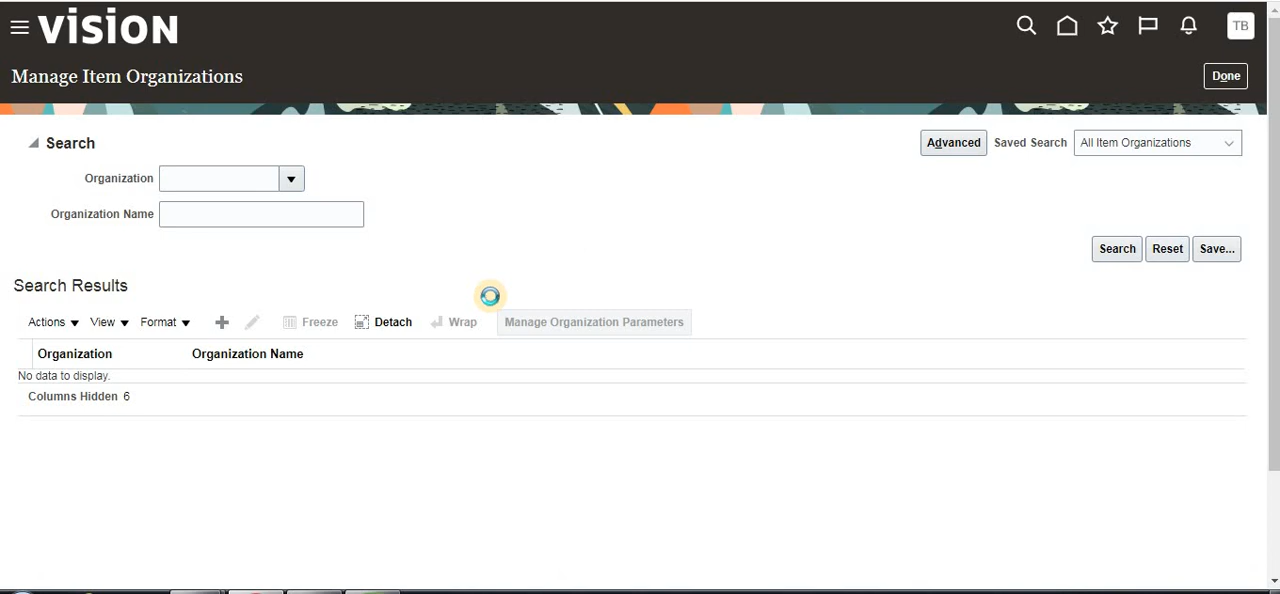 VISION
TB
Manage Item Organizations
Done
Search
Advanced
Saved Search
All Item Organizations
Organization
Organization Name
Search
Reset
Save...
Search Results
Actions
View
Format
Freeze
Detach
Wrap
Manage Organization Parameters
Organization
Organization Name
No data to display.
Columns Hidden 6